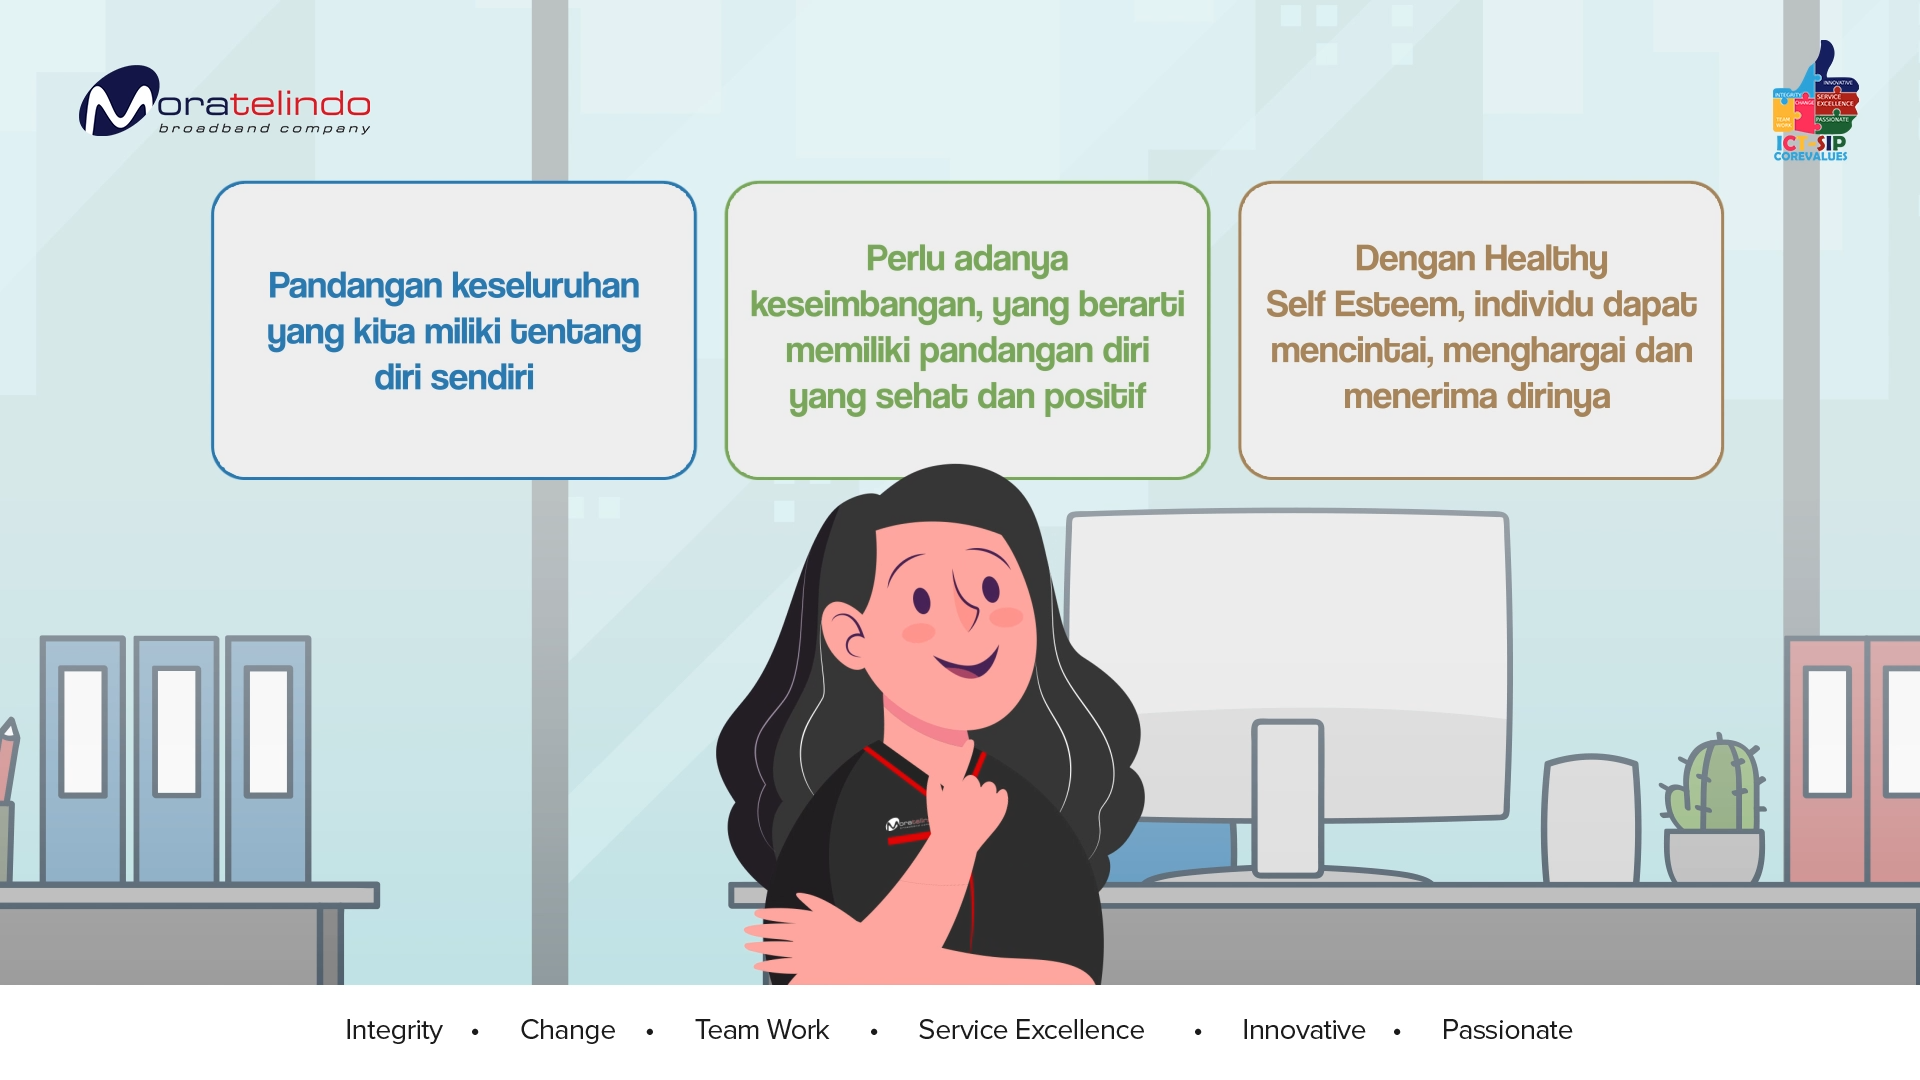 Moratelindo
broadband company
INTEGRITY
INNOVATIVE
CHANGE
SERVICE
EXCELLENCE
TEAM
WORK
PASSIONATE
ICT-SIP
COREVALUES
Pandangan keseluruhan
yang kita miliki tentang
diri sendiri
Perlu adanya
keseimbangan, yang berarti
memiliki pandangan diri
yang sehat dan positif
Dengan Healthy
Self Esteem, individu dapat
mencintai, menghargai dan
menerima dirinya
Integrity • Change • Team Work • Service Excellence • Innovative • Passionate